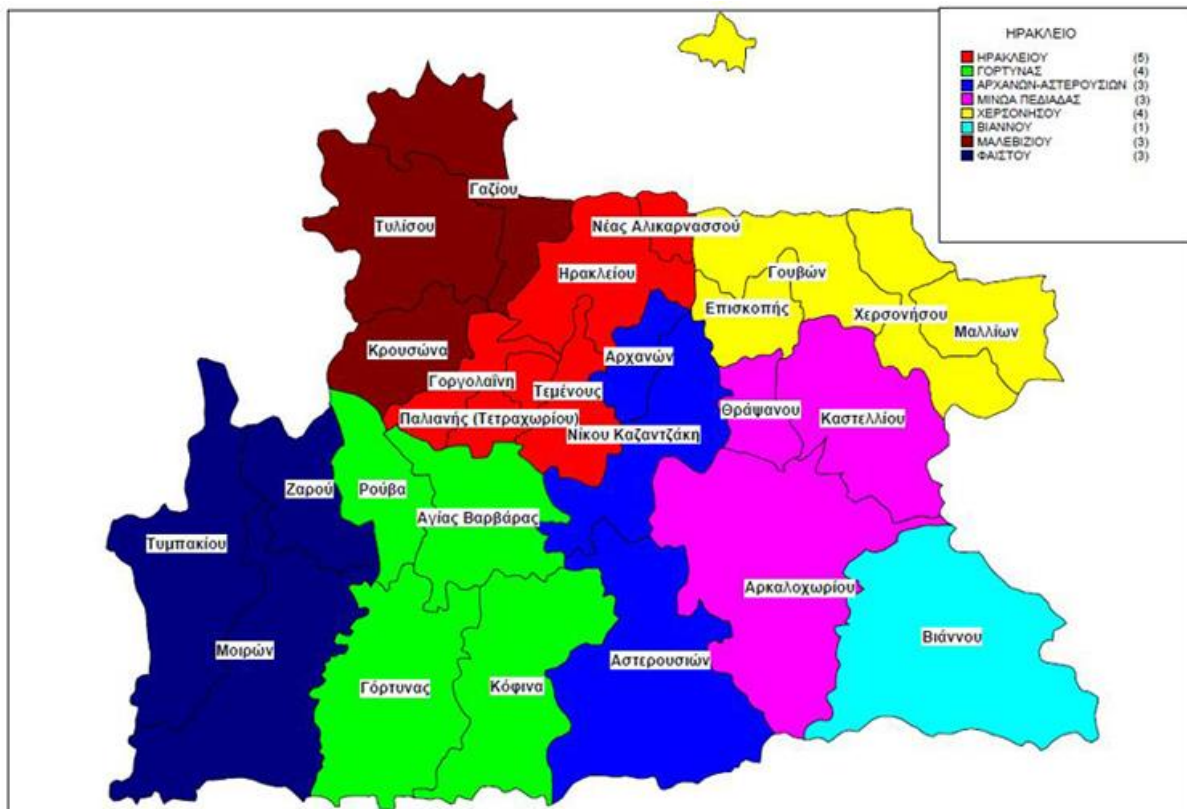 ΗΡΑΚΛΕΙΟ
ΗΡΑΚΛΕΙΟΥ (5)
ΓΟΡΤΥΝΑΣ (4)
ΑΡΧΑΝΩΝ-ΑΣΤΕΡΟΥΣΙΩΝ (3)
ΜΙΝΩΑ ΠΕΔΙΑΔΑΣ (3)
ΧΕΡΣΟΝΗΣΟΥ (4)
ΒΙΑΝΝΟΥ (1)
ΜΑΛΕΒΙΖΙΟΥ (3)
ΦΑΙΣΤΟΥ (3)
Γαζίου
Τυλίσου
Νέας Αλικαρνασσού
Ηρακλείου
Γουβών
Επισκοπής
Χερσονήσου
Μαλλίων
Κρουσώνα
Αρχανών
Γοργολαΐνη
Τεμένους
Θράψανου
Καστελλίου
Παλιανής (Τετραχωρίου)
Νίκου Καζαντζάκη
Ζαρού
Ρούβα
Αγίας Βαρβάρας
Τυμπακίου
Αρκαλοχωρίου
Βιάννου
Μοιρών
Αστερουσιών
Γόρτυνας
Κόφινα